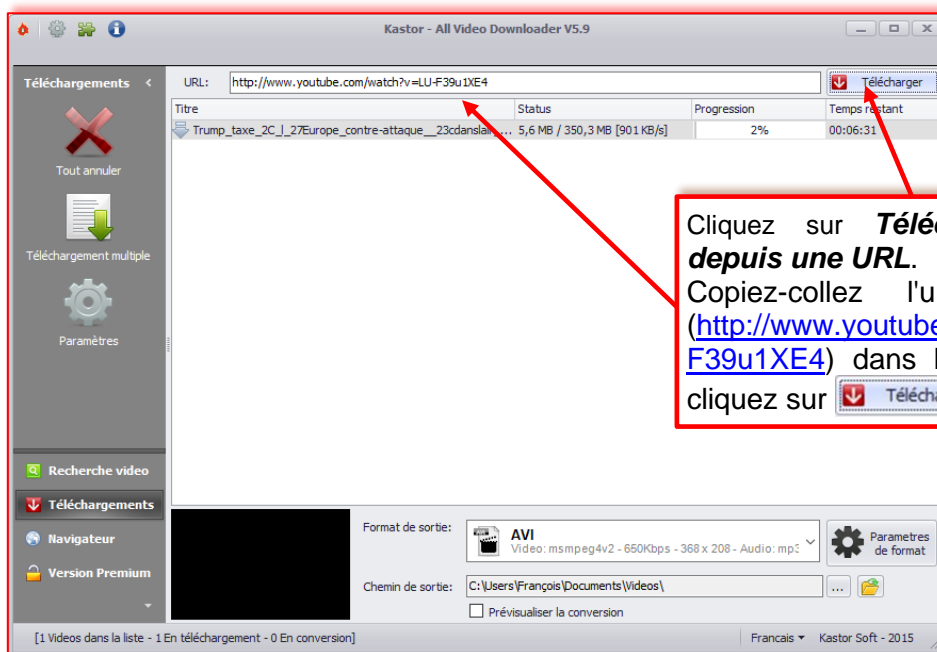 Kastor - All Video Downloader V5.9
Téléchargements <
URL: http://www.youtube.com/watch?v=LU-F39u1XE4 Télécharger
Titre Status Progression Temps restant
Trump_taxe_2C_l_27Europe_contre-attaque__23cdanslair_... 5,6 MB / 350,3 MB [901 KB/s] 2% 00:06:31
Tout annuler
Téléchargement multiple
Paramètres
Cliquez sur
depuis une URL.
Copiez-collez
(http://www.youtube
F39u1XE4) dans
cliquez sur
Recherche video
Téléchargements
Navigateur
Version Premium
Format de sortie: AVI
Video: msmpeg4v2 - 650Kbps - 368 x 208 - Audio: mp3
Parametres
de format
Chemin de sortie: C:\Users\François\Documents\Videos\ ...
Prévisualiser la conversion
[1 Videos dans la liste - 1 En téléchargement - 0 En conversion] Francais Kastor Soft - 2015